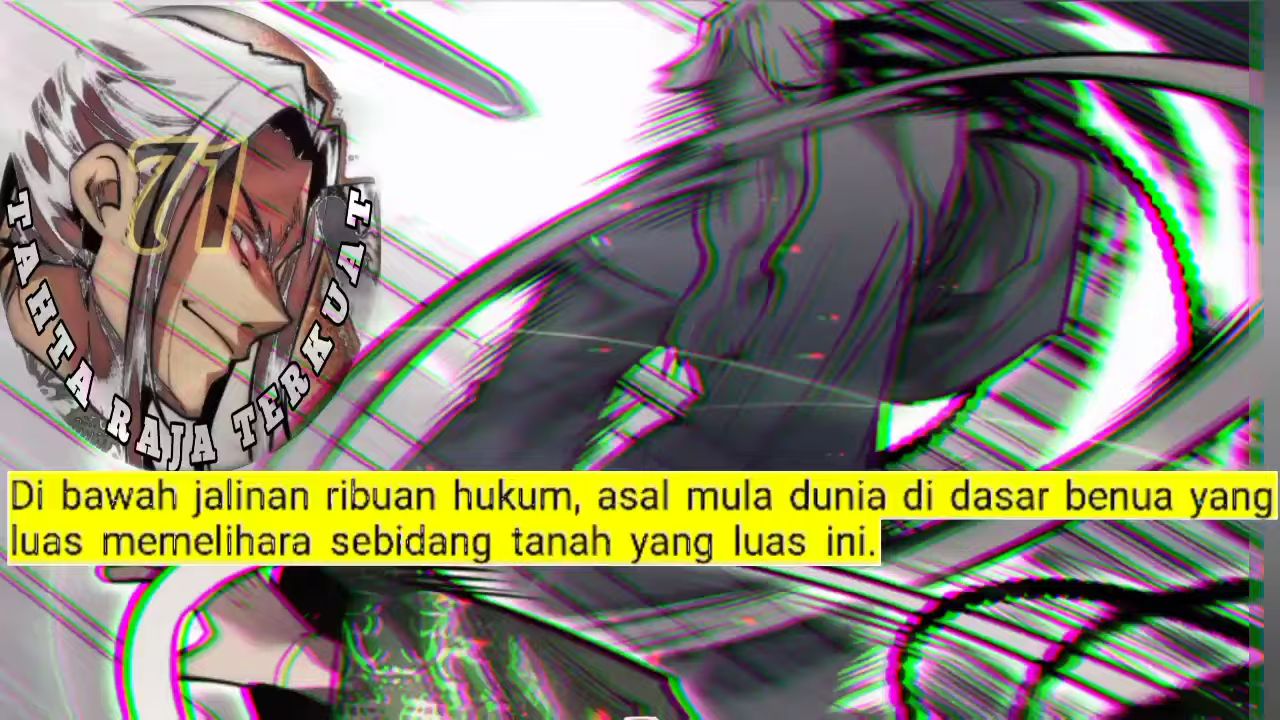 71
TAHTA RAJA TERKUAT
Di bawah jalinan ribuan hukum, asal mula dunia di dasar benua yang
luas memelihara sebidang tanah yang luas ini.